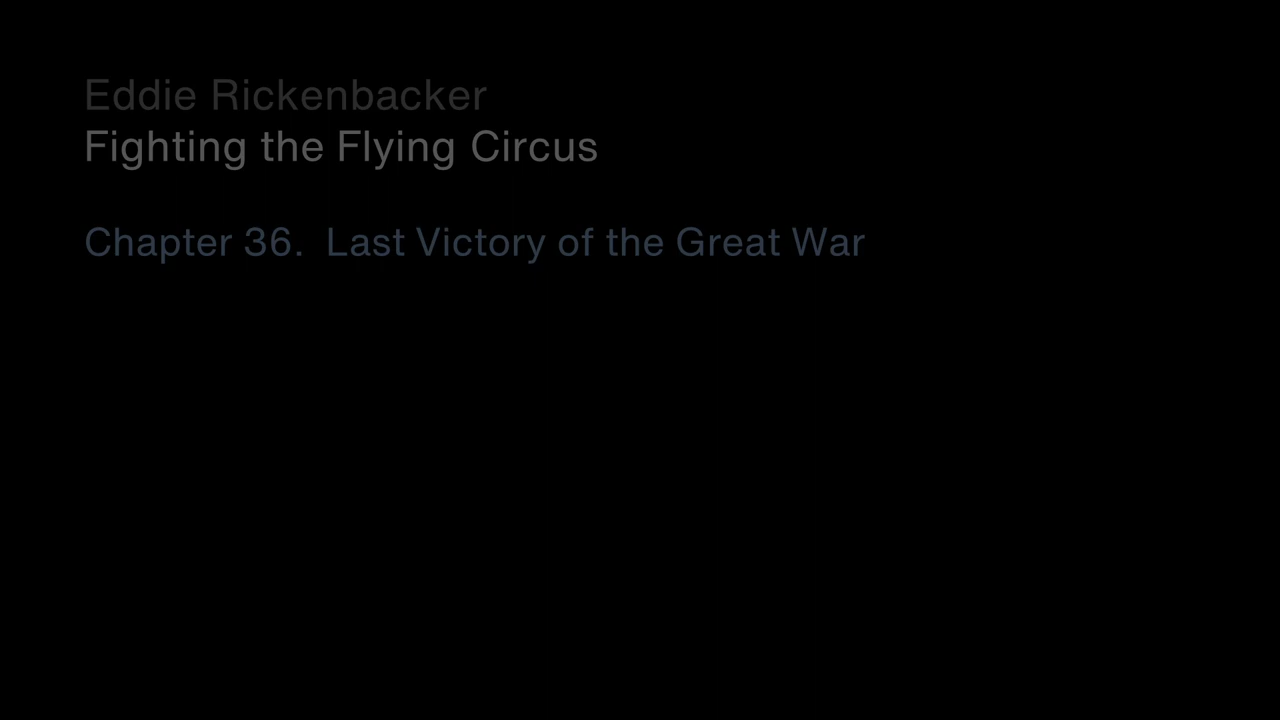 Eddie Rickenbacker
Fighting the Flying Circus
Chapter 36.  Last Victory of the Great War